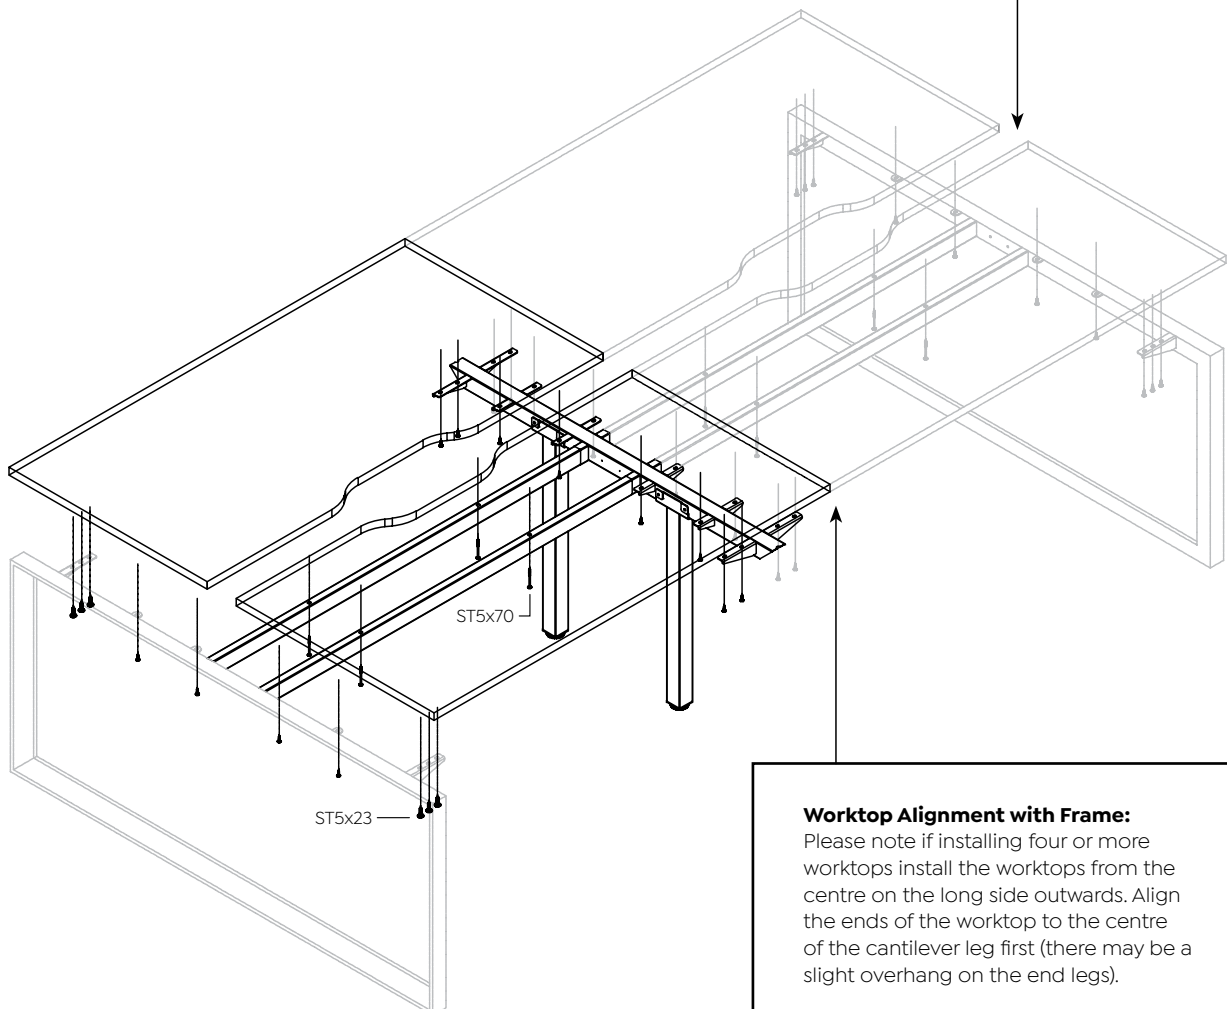 ST5x70
ST5x23
Worktop Alignment with Frame:
Please note if installing four or more
worktops install the worktops from the
centre on the long side outwards. Align
the ends of the worktop to the centre
of the cantilever leg first (there may be a
slight overhang on the end legs).